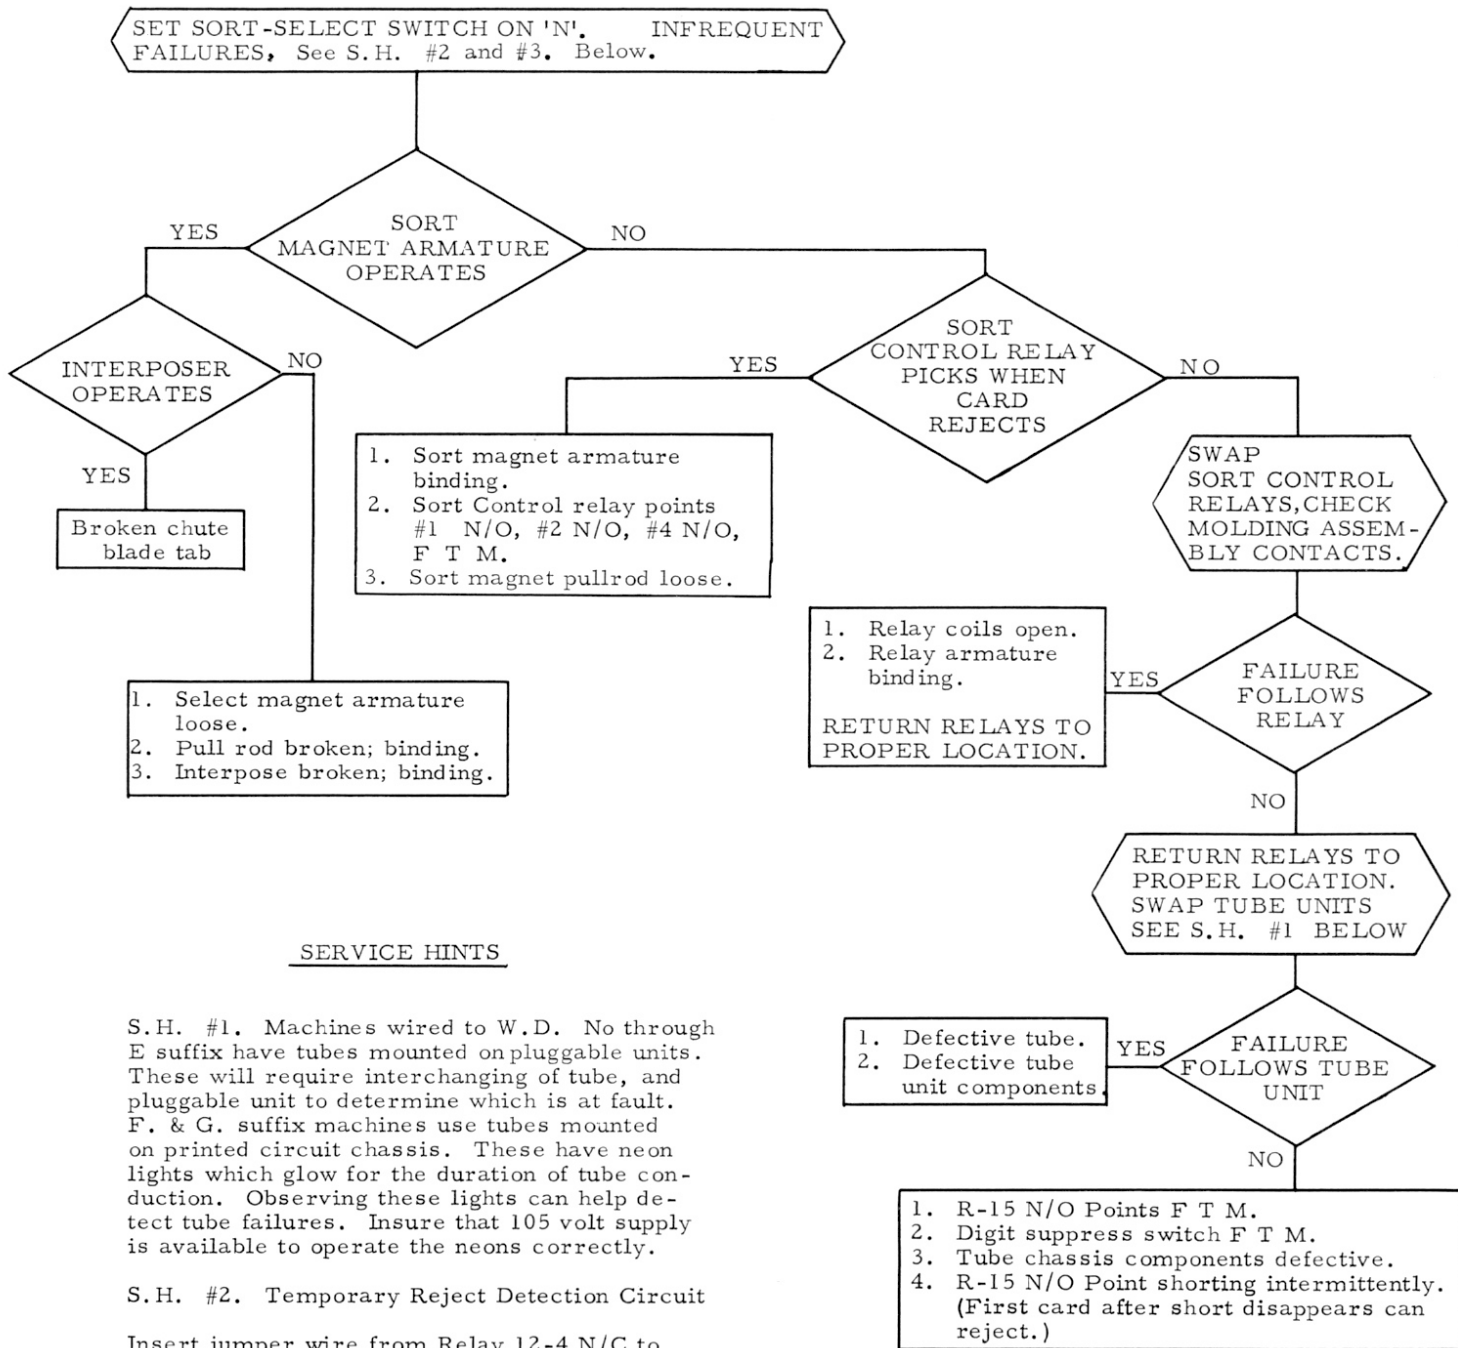 SET SORT-SELECT SWITCH ON 'N'. INFREQUENT
FAILURES, See S.H. #2 and #3. Below.
SORT
MAGNET ARMATURE
OPERATES
YES
NO
INTERPOSER
OPERATES
NO
YES
Broken chute
blade tab
1. Select magnet armature
loose.
2. Pull rod broken; binding.
3. Interpose broken; binding.
SORT
CONTROL RELAY
PICKS WHEN
CARD
REJECTS
YES
NO
1. Sort magnet armature
binding.
2. Sort Control relay points
#1 N/O, #2 N/O, #4 N/O,
F T M.
3. Sort magnet pullrod loose.
SWAP
SORT CONTROL
RELAYS, CHECK
MOLDING ASSEM-
BLY CONTACTS.
FAILURE
FOLLOWS
RELAY
YES
1. Relay coils open.
2. Relay armature
binding.
RETURN RELAYS TO
PROPER LOCATION.
NO
RETURN RELAYS TO
PROPER LOCATION.
SWAP TUBE UNITS
SEE S.H. #1 BELOW
FAILURE
FOLLOWS TUBE
UNIT
YES
1. Defective tube.
2. Defective tube
unit components.
NO
1. R-15 N/O Points F T M.
2. Digit suppress switch F T M.
3. Tube chassis components defective.
4. R-15 N/O Point shorting intermittently.
(First card after short disappears can
reject.)
SERVICE HINTS
S.H. #1. Machines wired to W.D. No through
E suffix have tubes mounted on pluggable units.
These will require interchanging of tube, and
pluggable unit to determine which is at fault.
F. & G. suffix machines use tubes mounted
on printed circuit chassis. These have neon
lights which glow for the duration of tube con-
duction. Observing these lights can help de-
tect tube failures. Insure that 105 volt supply
is available to operate the neons correctly.
S.H. #2. Temporary Reject Detection Circuit
Insert jumper wire from Relay 12-4 N/C to